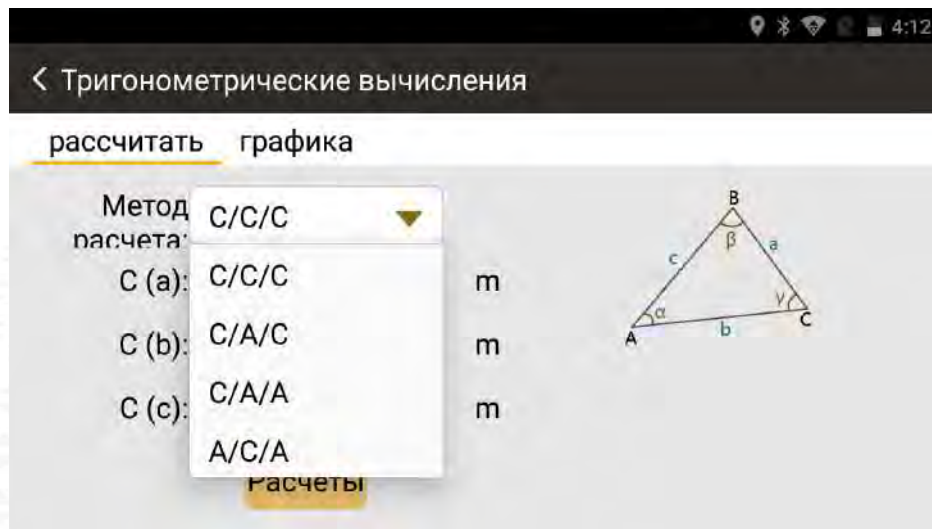 4:12
Тригонометрические вычисления
рассчитать графика
Метод расчета: C/C/C
C/C/C
C (a): m
C/A/C
C (b): m
C/A/A
C (c): m
A/C/A
Расчеты
B
β
c a
α γ
A b C